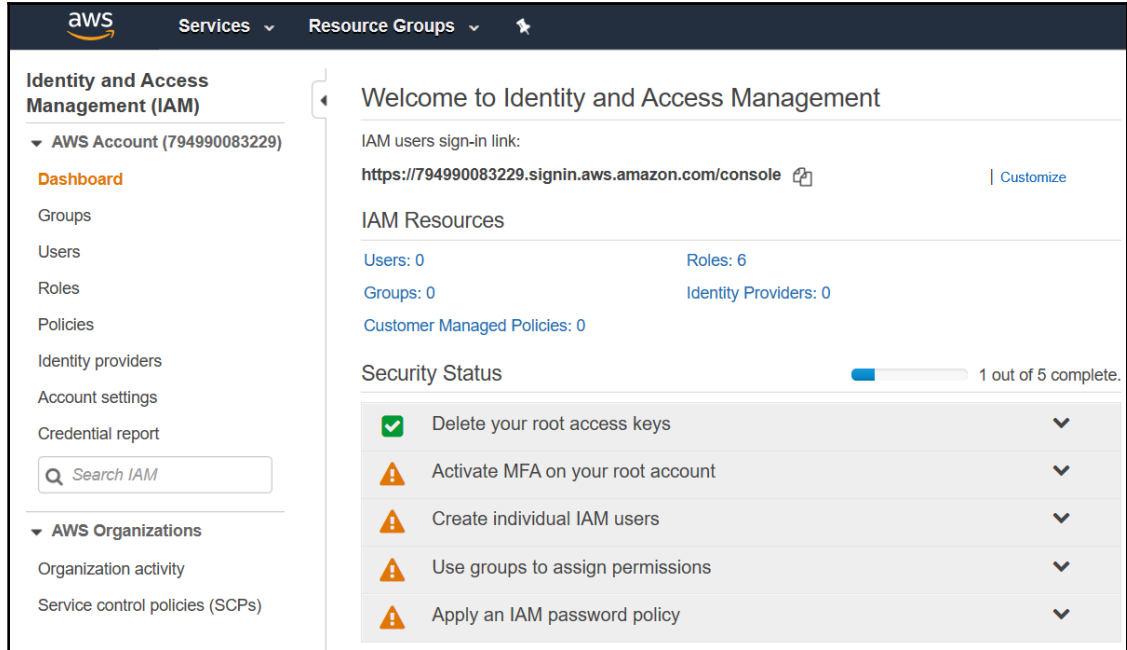 aws Services Resource Groups
Identity and Access
Management (IAM)
AWS Account (794990083229)
Dashboard
Groups
Users
Roles
Policies
Identity providers
Account settings
Credential report
Search IAM
AWS Organizations
Organization activity
Service control policies (SCPs)
Welcome to Identity and Access Management
IAM users sign-in link:
https://794990083229.signin.aws.amazon.com/console | Customize
IAM Resources
Users: 0 Roles: 6
Groups: 0 Identity Providers: 0
Customer Managed Policies: 0
Security Status 1 out of 5 complete.
Delete your root access keys
Activate MFA on your root account
Create individual IAM users
Use groups to assign permissions
Apply an IAM password policy